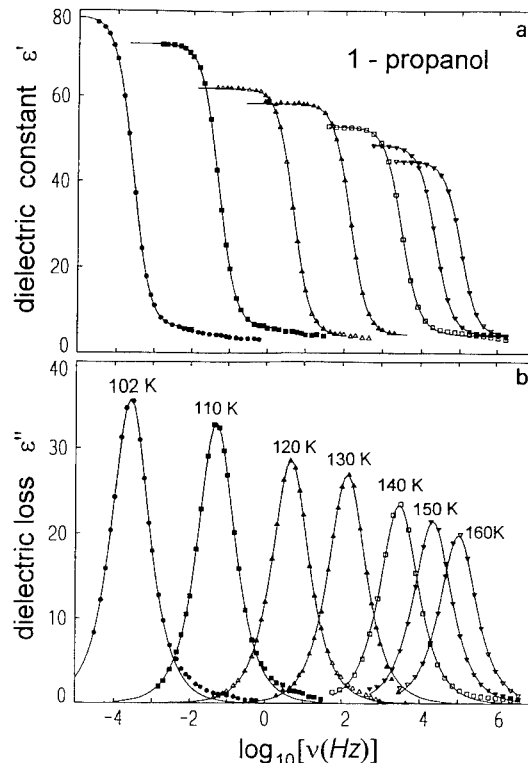 80
a
1 - propanol
60
40
20
0
dielectric constant ε'
40
b
102 K
110 K
120 K
130 K
140 K
150 K
160K
30
20
10
0
dielectric loss ε''
-4 -2 0 2 4 6
log10[ν(Hz)]